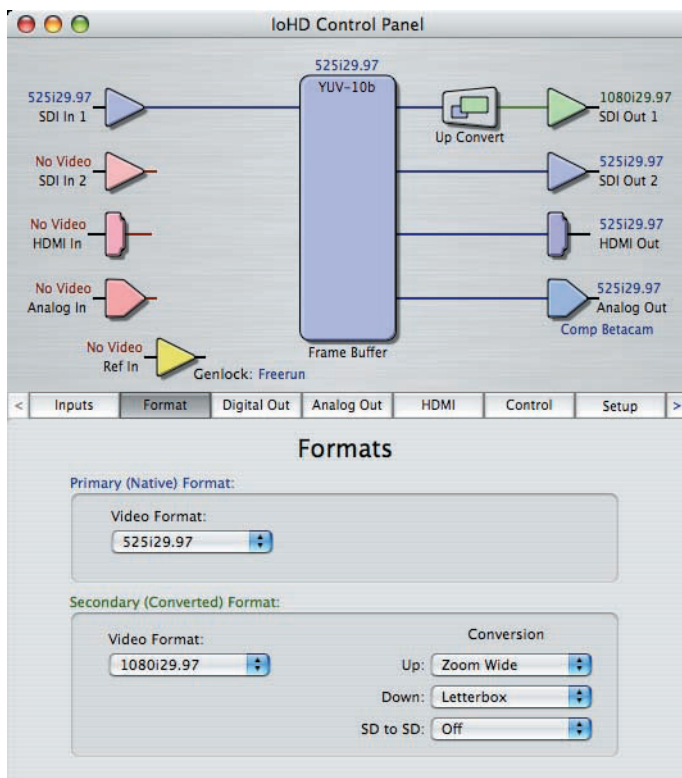 IoHD Control Panel
525i29.97
YUV-10b
525i29.97
SDI In 1
Up Convert
1080i29.97
SDI Out 1
No Video
SDI In 2
525i29.97
SDI Out 2
No Video
HDMI In
525i29.97
HDMI Out
No Video
Analog In
525i29.97
Analog Out
Comp Betacam
No Video
Ref In
Genlock: Freerun
Frame Buffer
< Inputs Format Digital Out Analog Out HDMI Control Setup >
Formats
Primary (Native) Format:
Video Format:
525i29.97
Secondary (Converted) Format:
Video Format:
1080i29.97
Conversion
Up: Zoom Wide
Down: Letterbox
SD to SD: Off